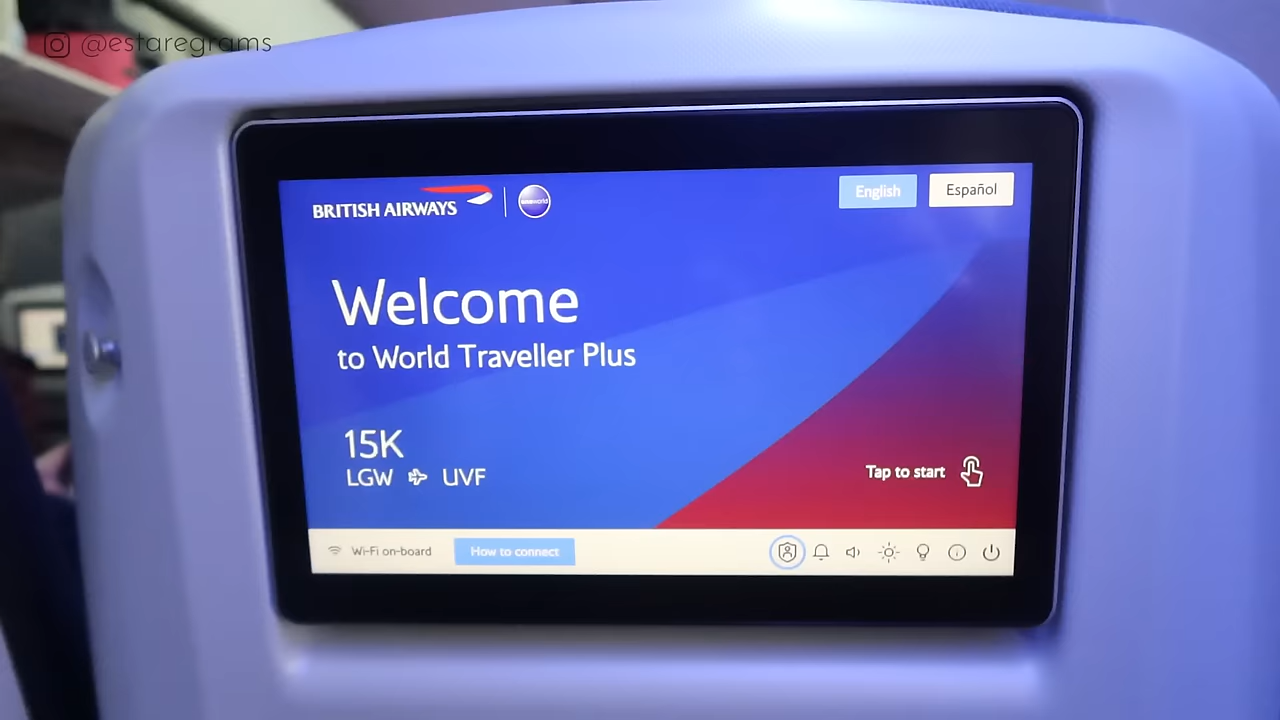 @estaregrams
BRITISH AIRWAYS
oneworld
English
Español
Welcome
to World Traveller Plus
15K
LGW UVF
Tap to start
Wi-Fi on-board
How to connect